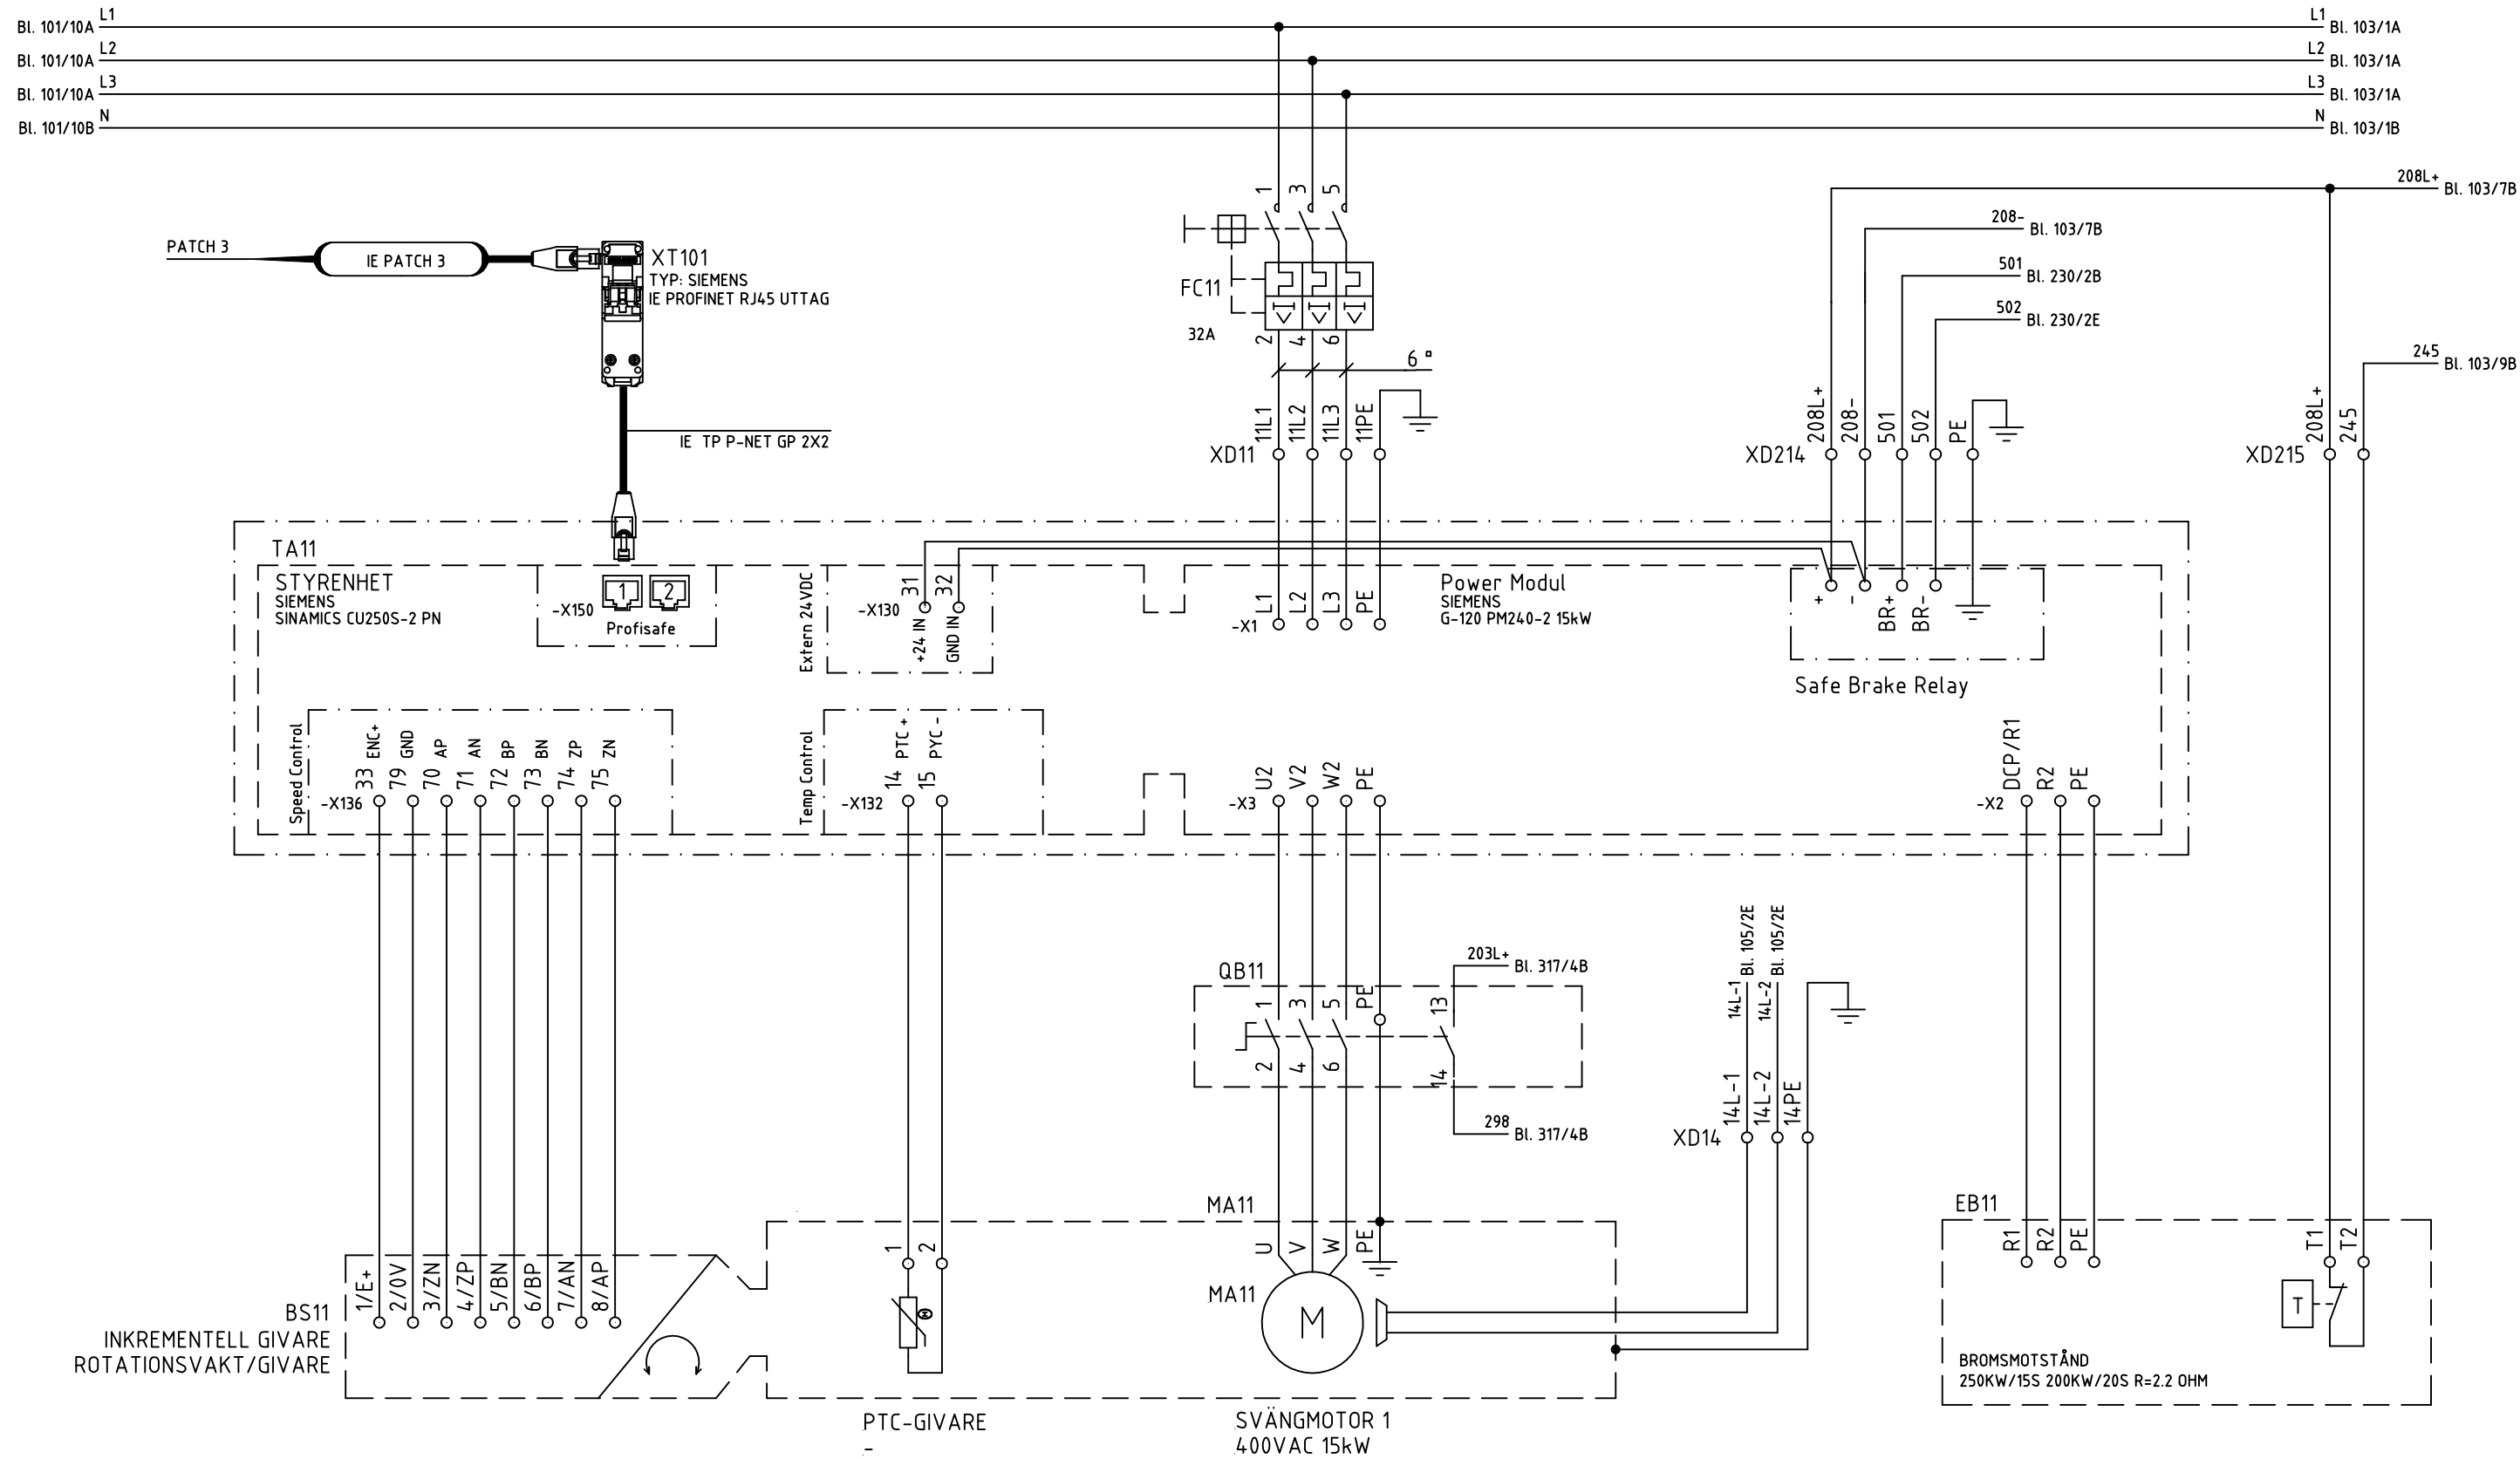 L1
Bl. 101/10A
L1
Bl. 103/1A
L2
Bl. 101/10A
L2
Bl. 103/1A
L3
Bl. 101/10A
L3
Bl. 103/1A
N
Bl. 101/10B
N
Bl. 103/1B
208L+
Bl. 103/7B
208-
Bl. 103/7B
501
Bl. 230/2B
502
Bl. 230/2E
245
Bl. 103/9B
PATCH 3
IE PATCH 3
XT101
TYP: SIEMENS
IE PROFINET RJ45 UTTAG
IE TP P-NET GP 2X2
1 3 5
FC11
32A
2 4 6
6
11L1 11L2 11L3 11PE
XD11
208L+ 208- 501 502 PE
XD214
208L+ 245
XD215
TA11
STYRENHET
SIEMENS
SINAMICS CU250S-2 PN
-X150
1 2
Profisafe
Extern 24VDC
-X130
31 32
+24 IN
GND IN
-X1
L1 L2 L3 PE
Power Modul
SIEMENS
G-120 PM240-2 15kW
+ - BR+ BR-
Safe Brake Relay
Speed Control
-X136
33 ENC+
79 GND
70 AP
71 AN
72 BP
73 BN
74 ZP
75 ZN
Temp Control
-X132
14 PTC +
15 PYC -
-X3
U2 V2 W2 PE
-X2
DCP/R1 R2 PE
QB11
1 3 5 PE 13
2 4 6 14
203L+
Bl. 317/4B
298
Bl. 317/4B
Bl. 105/2E
Bl. 105/2E
14L-1
14L-2
14L-1 14L-2 14PE
XD14
MA11
U V W PE
MA11
M
1 2
Θ
PTC-GIVARE
-
SVÄNGMOTOR 1
400VAC 15kW
1/E+ 2/0V 3/ZN 4/ZP 5/BN 6/BP 7/AN 8/AP
BS11
INKREMENTELL GIVARE
ROTATIONSVAKT/GIVARE
EB11
R1 R2 PE
T1 T2
T
BROMSMOTSTÅND
250KW/15S 200KW/20S R=2.2 OHM